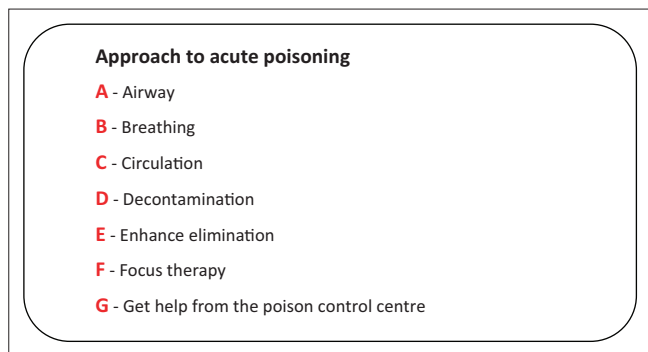 Approach to acute poisoning
A - Airway
B - Breathing
C - Circulation
D - Decontamination
E - Enhance elimination
F - Focus therapy
G - Get help from the poison control centre